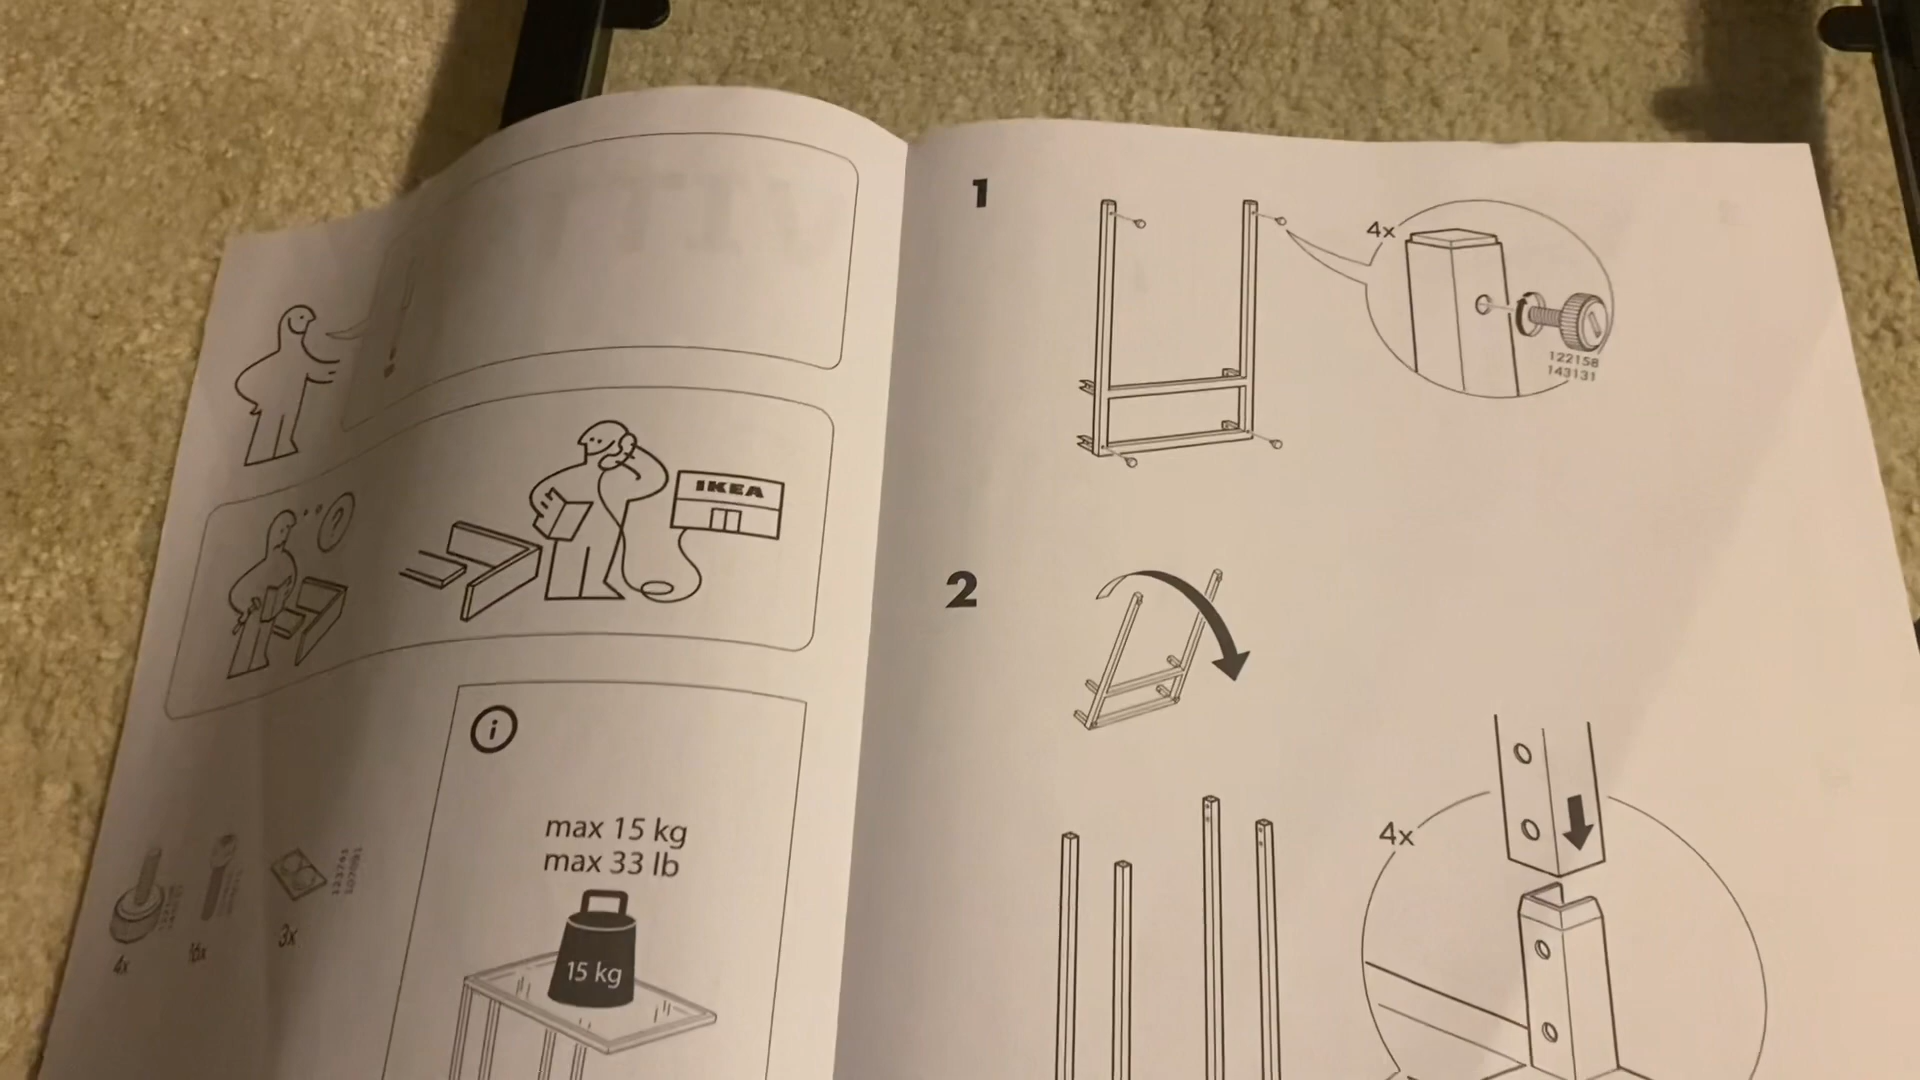 ?
IKEA
i
max 15 kg
max 33 lb
15 kg
4x
16x
3x
1
4x
122158
143131
2
4x